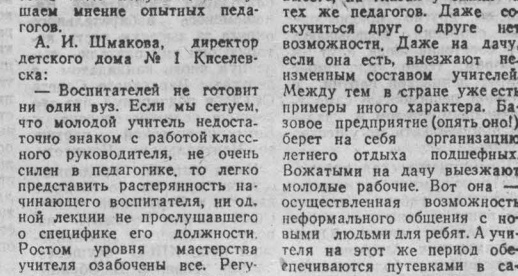 шаем мнение опытных педа-
гогов.
А. И. Шмакова, директор
детского дома № 1 Киселев-
ска:
— Воспитателей не готовит
ни один вуз. Если мы сетуем,
что молодой учитель недоста-
точно знаком с работой класс-
ного руководителя, не очень
силен в педагогике, то легко
представить растерянность на-
чинающего воспитателя, ни од-
ной лекции не прослушавшего
о специфике его должности.
Ростом уровня мастерства
учителя озабочены все. Регу-
тех же педагогов. Даже со-
скучиться друг о друге нет
возможности. Даже на дачу,
если она есть, выезжают не-
изменным составом учителей.
Между тем в стране уже есть
примеры иного характера. Ба-
зовое предприятие (опять оно!)
берет на себя организацию
летнего отдыха подшефных.
Вожатыми на дачу выезжают
молодые рабочие. Вот она —
осуществленная возможность
неформального общения с но-
выми людьми для ребят. А учи-
теля на этот же период обе-
спечиваются путевками в са-